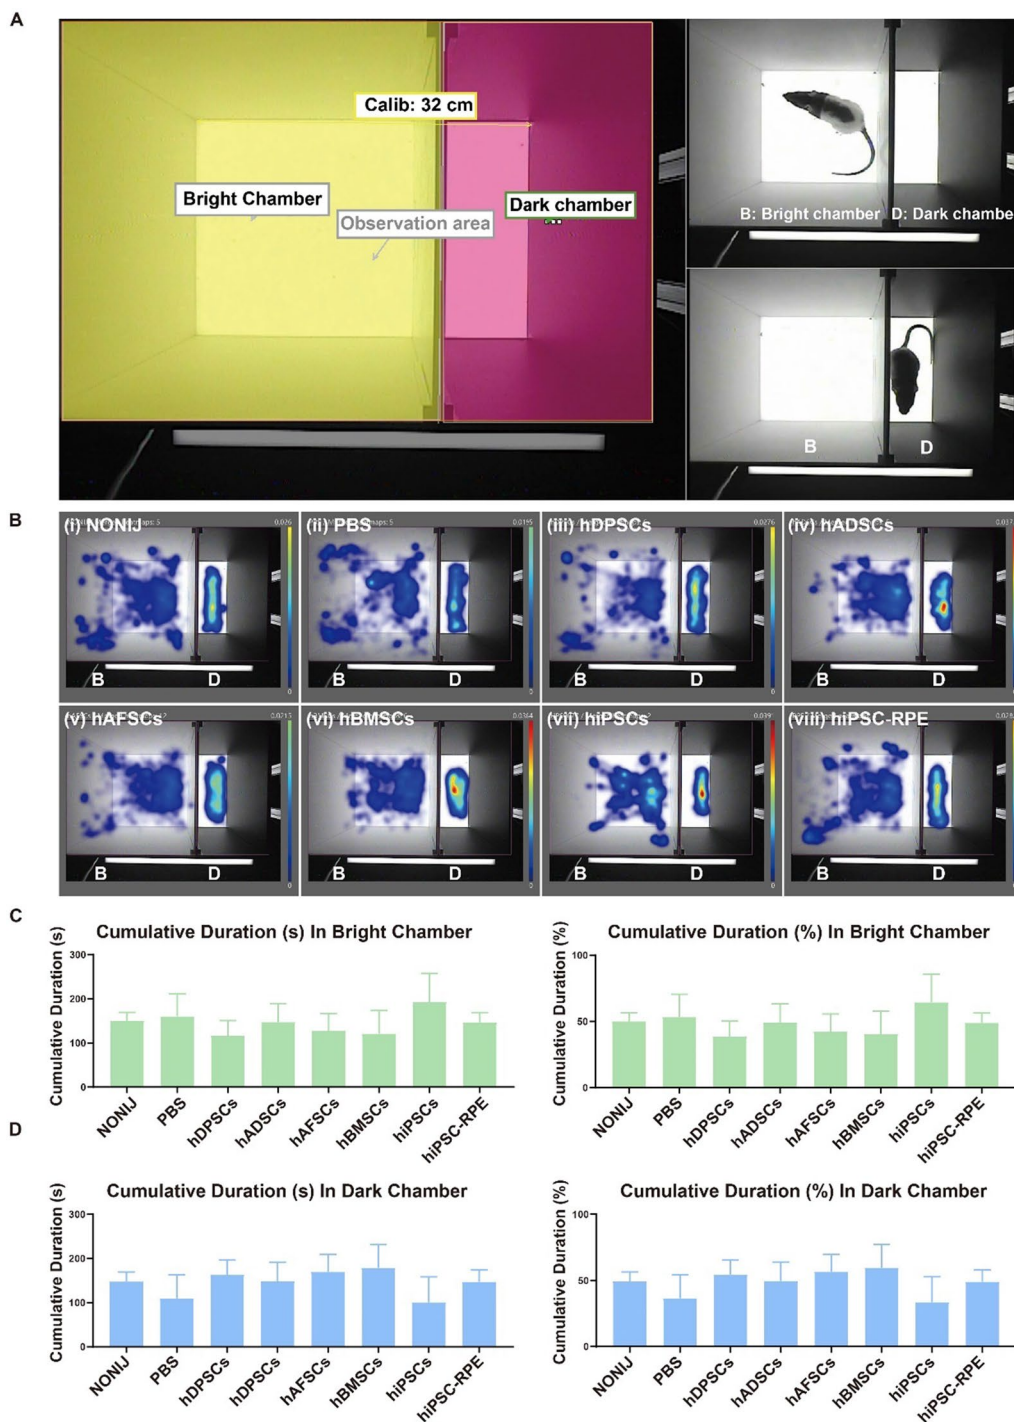 A
Calib: 32 cm
Bright Chamber
Dark chamber
Observation area
B: Bright chamber D: Dark chambe
B D
B
(i) NONIJ
(ii) PBS
(iii) hDPSCs
(iv) hADSCs
B D
B D
B D
B D
(v) hAFSCs
(vi) hBMSCs
(vii) hiPSCs
(viii) hiPSC-RPE
B D
B D
B D
B D
C
Cumulative Duration (s) In Bright Chamber
Cumulative Duration (s)
300
200
100
0
NONIJ
PBS
hDPSCs
hADSCs
hAFSCs
hBMSCs
hiPSCs
hiPSC-RPE
Cumulative Duration (%) In Bright Chamber
Cumulative Duration (%)
100
50
0
NONIJ
PBS
hDPSCs
hADSCs
hAFSCs
hBMSCs
hiPSCs
hiPSC-RPE
D
Cumulative Duration (s) In Dark Chamber
Cumulative Duration (s)
300
200
100
0
NONIJ
PBS
hDPSCs
hDPSCs
hAFSCs
hBMSCs
hiPSCs
hiPSC-RPE
Cumulative Duration (%) In Dark Chamber
Cumulative Duration (%)
100
50
0
NONIJ
PBS
hDPSCs
hADSCs
hAFSCs
hBMSCs
hiPSCs
hiPSC-RPE